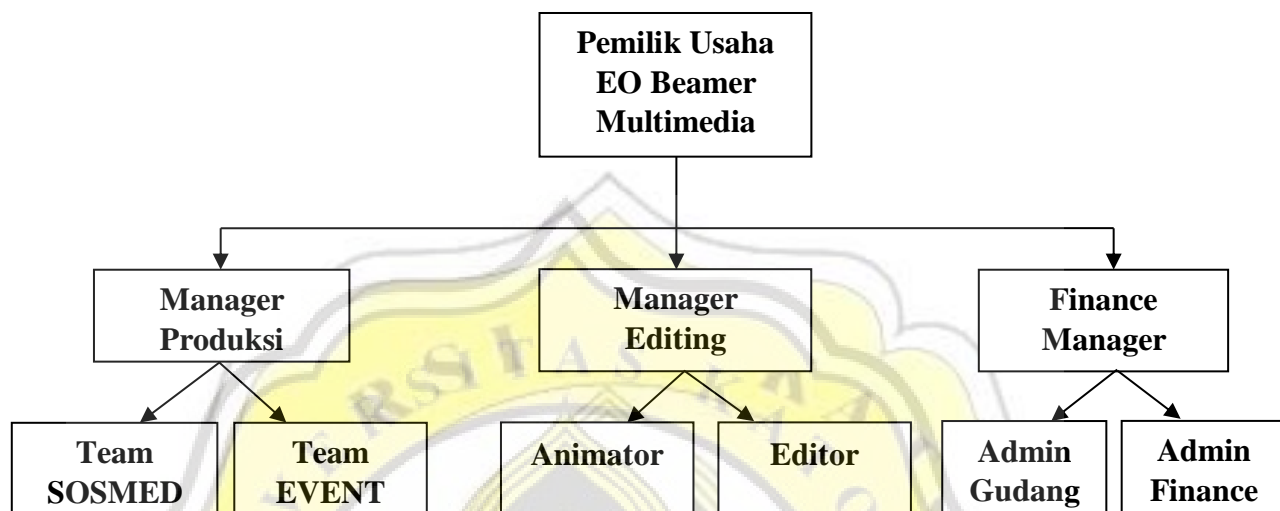 Pemilik Usaha
EO Beamer
Multimedia
Manager
Produksi
Manager
Editing
Finance
Manager
Team
SOSMED
Team
EVENT
Animator
Editor
Admin
Gudang
Admin
Finance